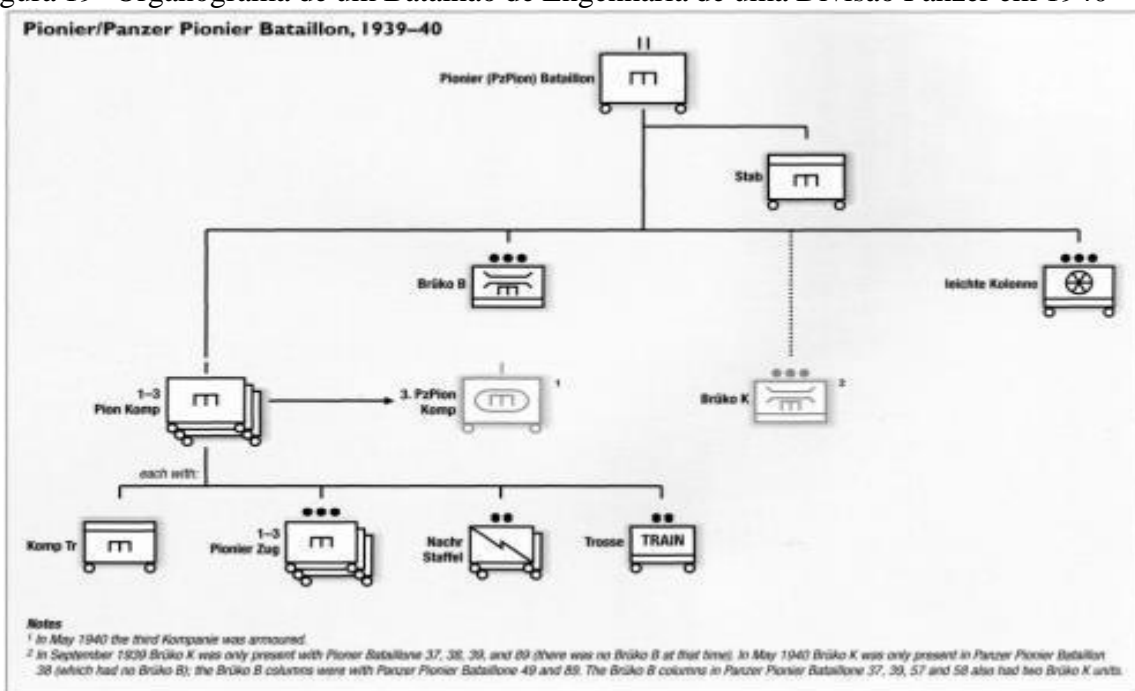 Figura 19 - Organograma de um Batalhão de Engenharia de uma Divisão Panzer em 1940
Pionier/Panzer Pionier Bataillon, 1939–40
Pionier (PzPion) Bataillon
Stab
Brüko B
leichte Kolonne
1–3
Pion Komp
3. PzPion
Komp
1
Brüko K
2
each with:
Komp Tr
1–3
Pionier Zug
Nachr
Staffel
Trosse
TRAIN
Notes
1 In May 1940 the third Kompanie was armoured.
2 In September 1939 Brüko K was only present with Pioner Bataillone 37, 38, 39, and 89 (there was no Brüko B at that time). In May 1940 Brüko K was only present in Panzer Pionier Bataillon
38 (which had no Brüko B); the Brüko B columns were with Panzer Pionier Bataillone 49 and 89. The Brüko B columns in Panzer Pionier Bataillone 37, 39, 57 and 58 also had two Brüko K units.